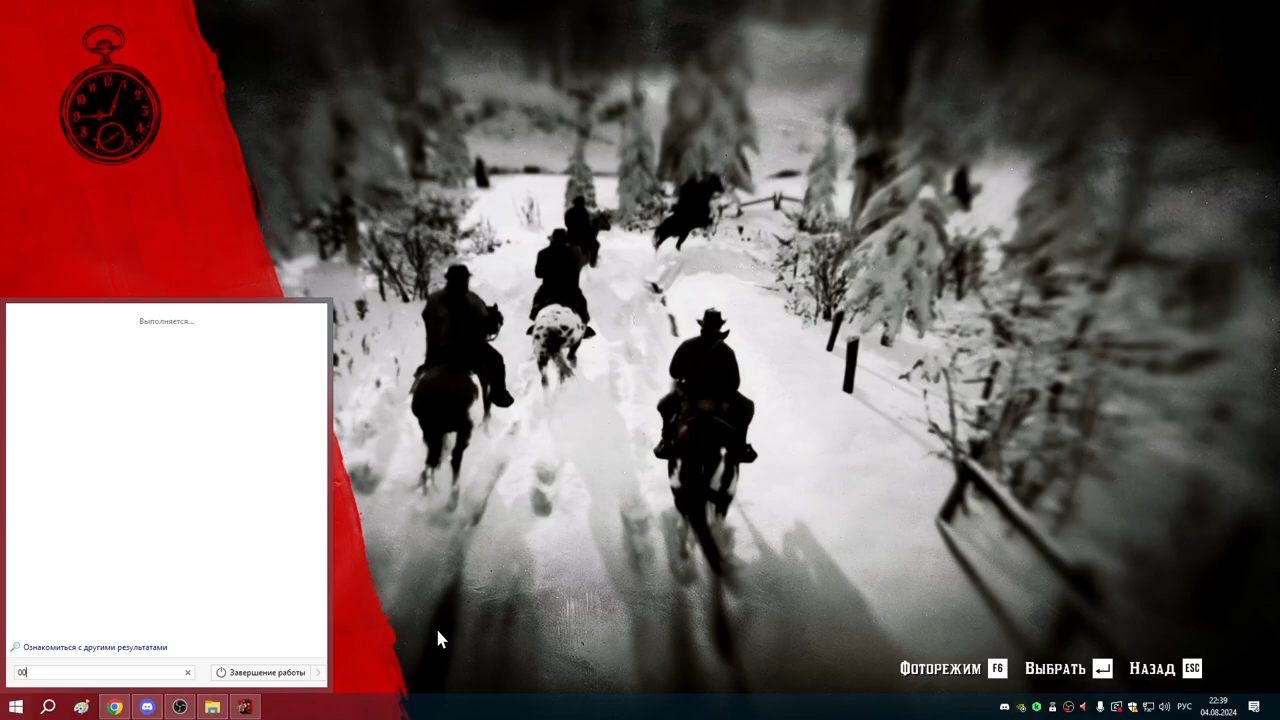 Выполняется...
Ознакомиться с другими результатами
00
Завершение работы
Фоторежим F6 Выбрать Назад ESC
РУС
22:39
04.08.2024